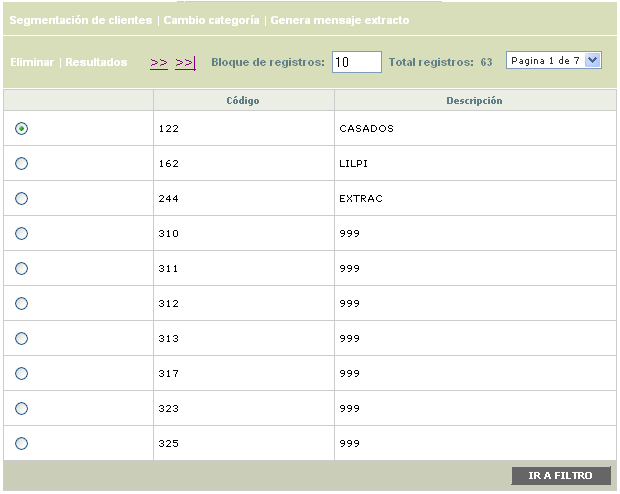 Segmentación de clientes | Cambio categoría | Genera mensaje extracto
Eliminar | Resultados >> >>| Bloque de registros: 10 Total registros: 63 Pagina 1 de 7
Código Descripción
122 CASADOS
162 LILPI
244 EXTRAC
310 999
311 999
312 999
313 999
317 999
323 999
325 999
IR A FILTRO